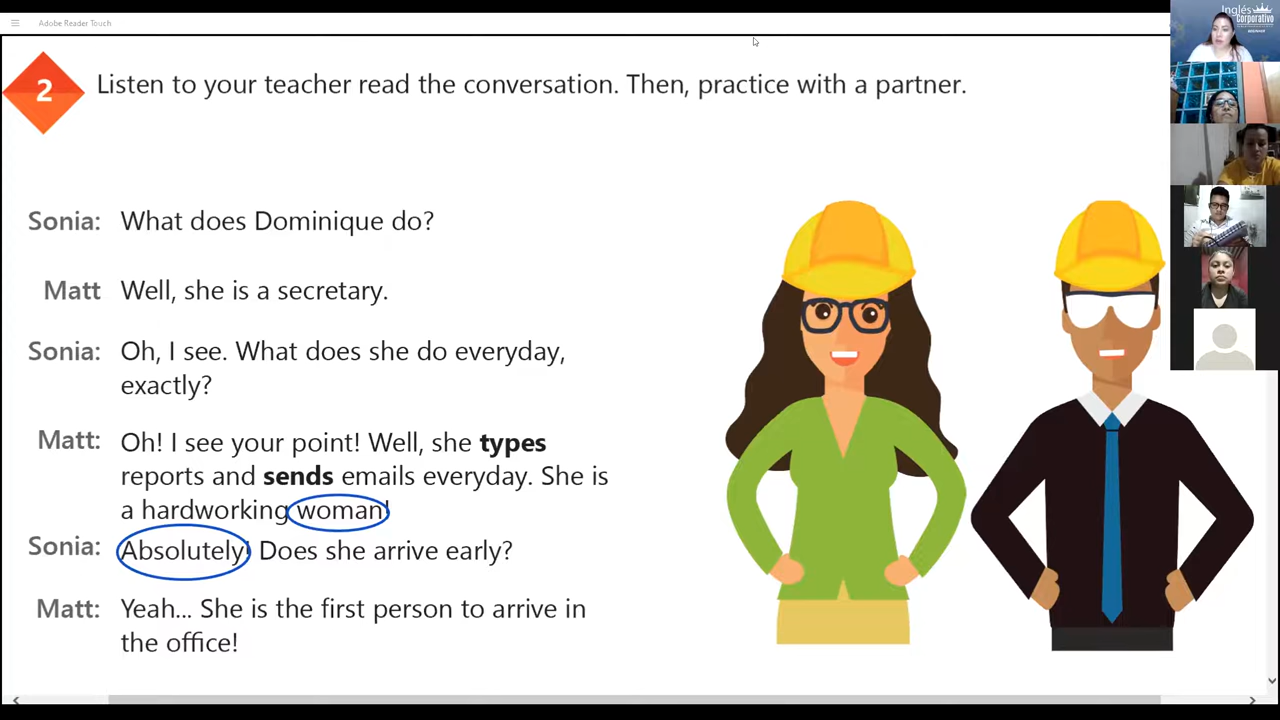 Adobe Reader Touch
Inglés
Corporativo
BEGINNER
2
Listen to your teacher read the conversation. Then, practice with a partner.
Sonia: What does Dominique do?
Matt Well, she is a secretary.
Sonia: Oh, I see. What does she do everyday,
exactly?
Matt: Oh! I see your point! Well, she types
reports and sends emails everyday. She is
a hardworking woman!
Sonia: Absolutely! Does she arrive early?
Matt: Yeah... She is the first person to arrive in
the office!